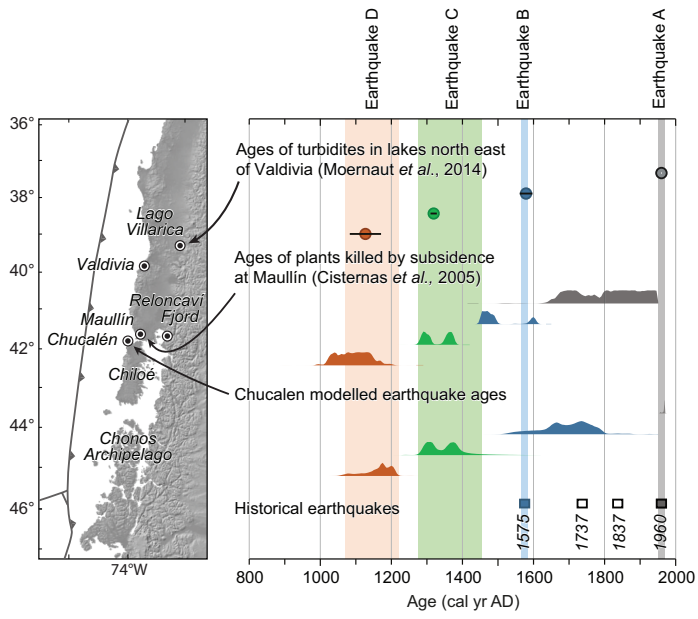 Earthquake D
Earthquake C
Earthquake B
Earthquake A
36°
38°
40°
42°
44°
46°
74°W
Lago
Villarica
Valdivia
Reloncavi
Fjord
Maullín
Chucalén
Chiloé
Chonos
Archipelago
Ages of turbidites in lakes north east
of Valdivia (Moernaut et al., 2014)
Ages of plants killed by subsidence
at Maullín (Cisternas et al., 2005)
Chucalen modelled earthquake ages
Historical earthquakes
1575
1737
1837
1960
800
1000
1200
1400
1600
1800
2000
Age (cal yr AD)